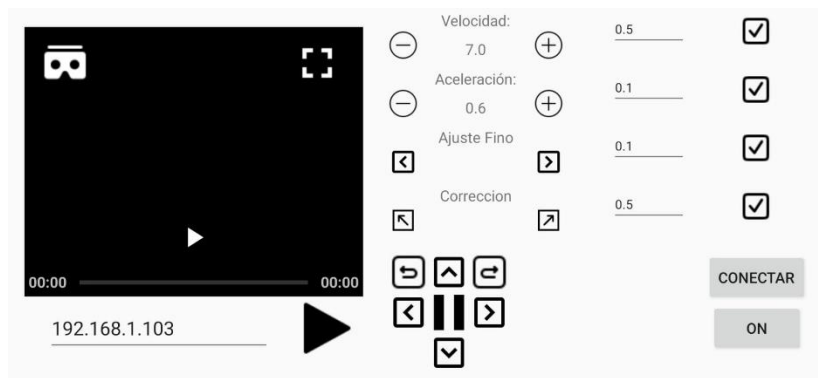 Velocidad:
7.0
0.5
Aceleración:
0.6
0.1
Ajuste Fino
0.1
Correccion
0.5
00:00
00:00
192.168.1.103
CONECTAR
ON